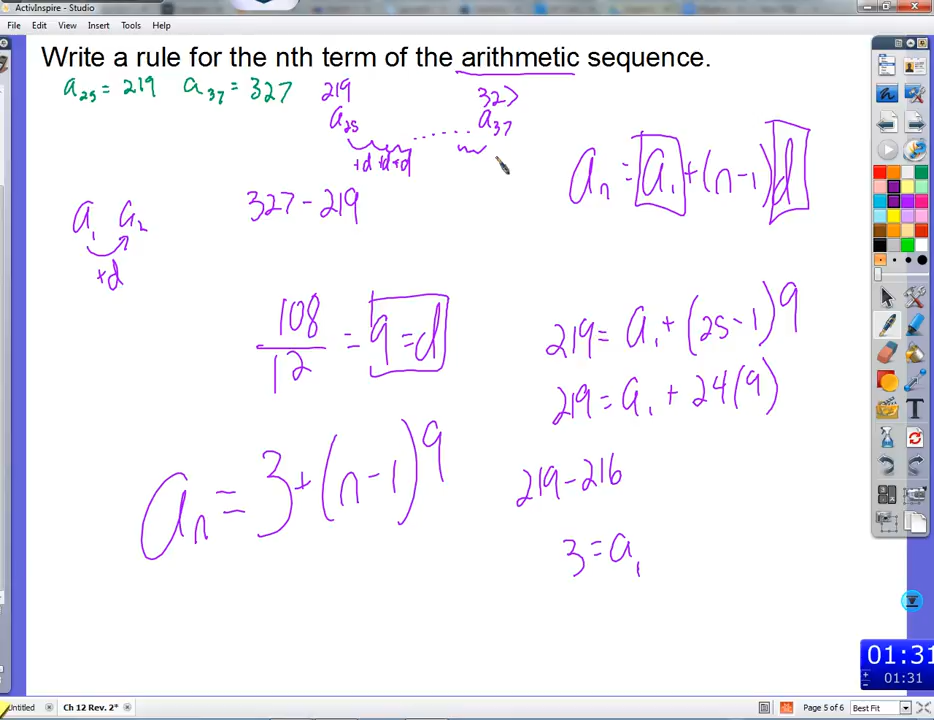 ActivInspire - Studio
File Edit View Insert Tools Help
Write a rule for the nth term of the arithmetic sequence.
a₂₅ = 219 a₃₇ = 327
219 327
a₂₅ ...... a₃₇
+d +d +d
aₙ = a₁ + (n-1)d
327 - 219
a₁ a₂
+d
108/12 = 9 = d
219 = a₁ + (25-1)9
219 = a₁ + 24(9)
aₙ = 3 + (n-1)9
219-216
3 = a₁
01:31
01:31
Untitled Ch 12 Rev. 2* Page 5 of 6 Best Fit